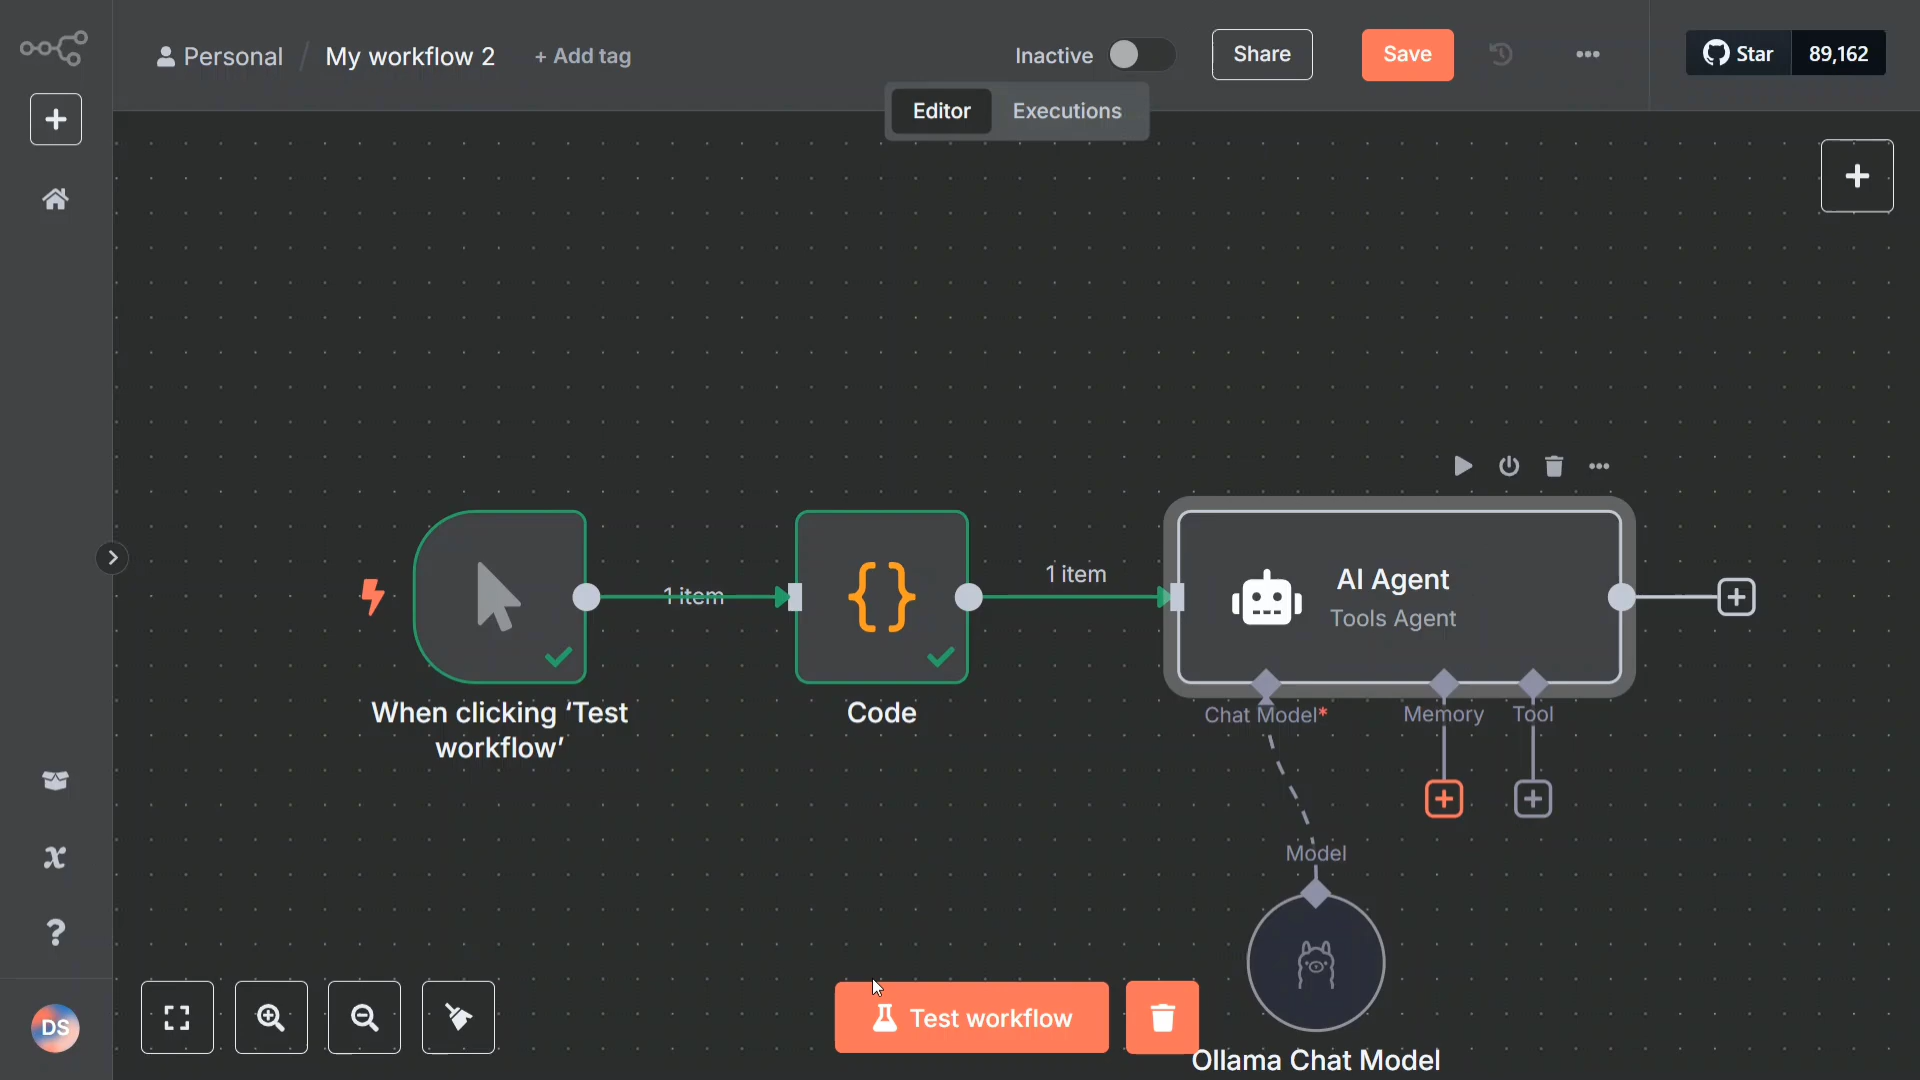 Personal / My workflow 2 + Add tag
Inactive
Share
Save
Star 89,162
Editor Executions
1 item
1 item
AI Agent
Tools Agent
When clicking ‘Test
workflow’
Code
Chat Model*
Memory
Tool
Model
Test workflow
Ollama Chat Model
DS